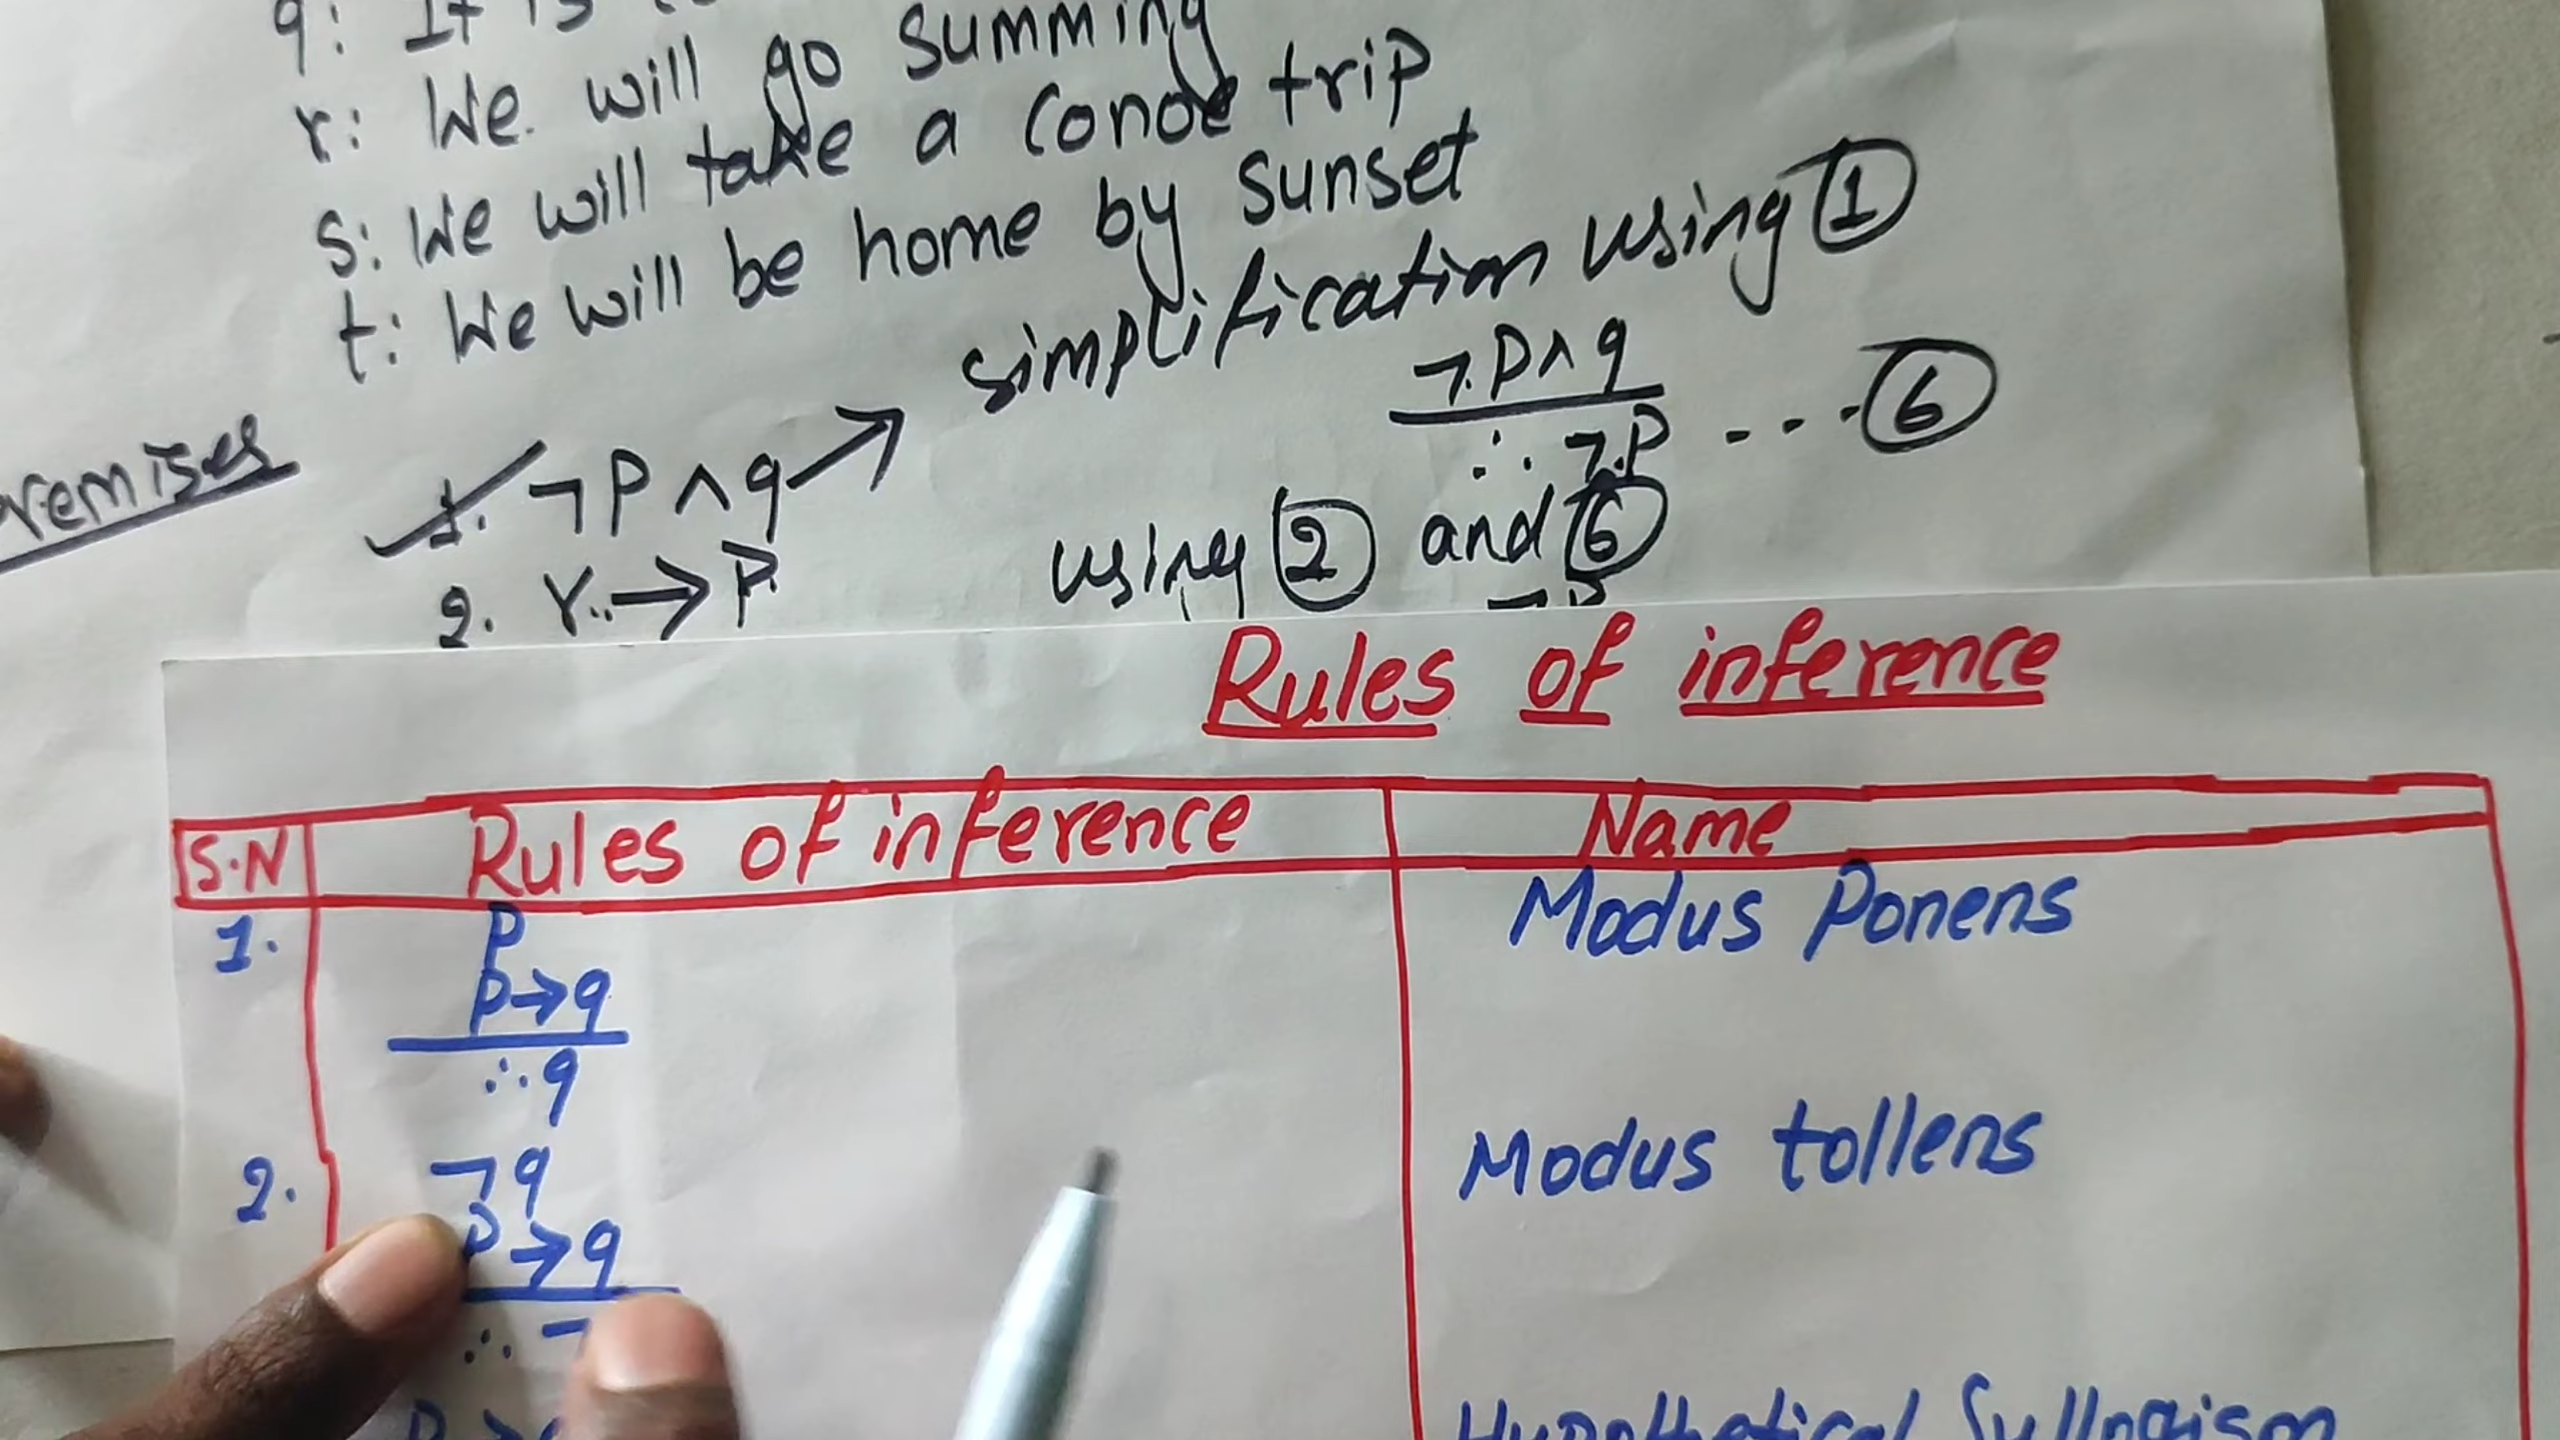 q: It is
r: We will go summing
s: We will take a conoe trip
t: We will be home by sunset
simplification using 1
¬P∧q
∴ ¬P ---6
remises
1. ¬P∧q →
using 2 and 6
2. r → P
¬P
Rules of inference
S.N Rules of inference Name
1. P Modus Ponens
P→q
∴ q
2. ¬q Modus tollens
P→q
∴ ¬
Hypothetical Syllogism